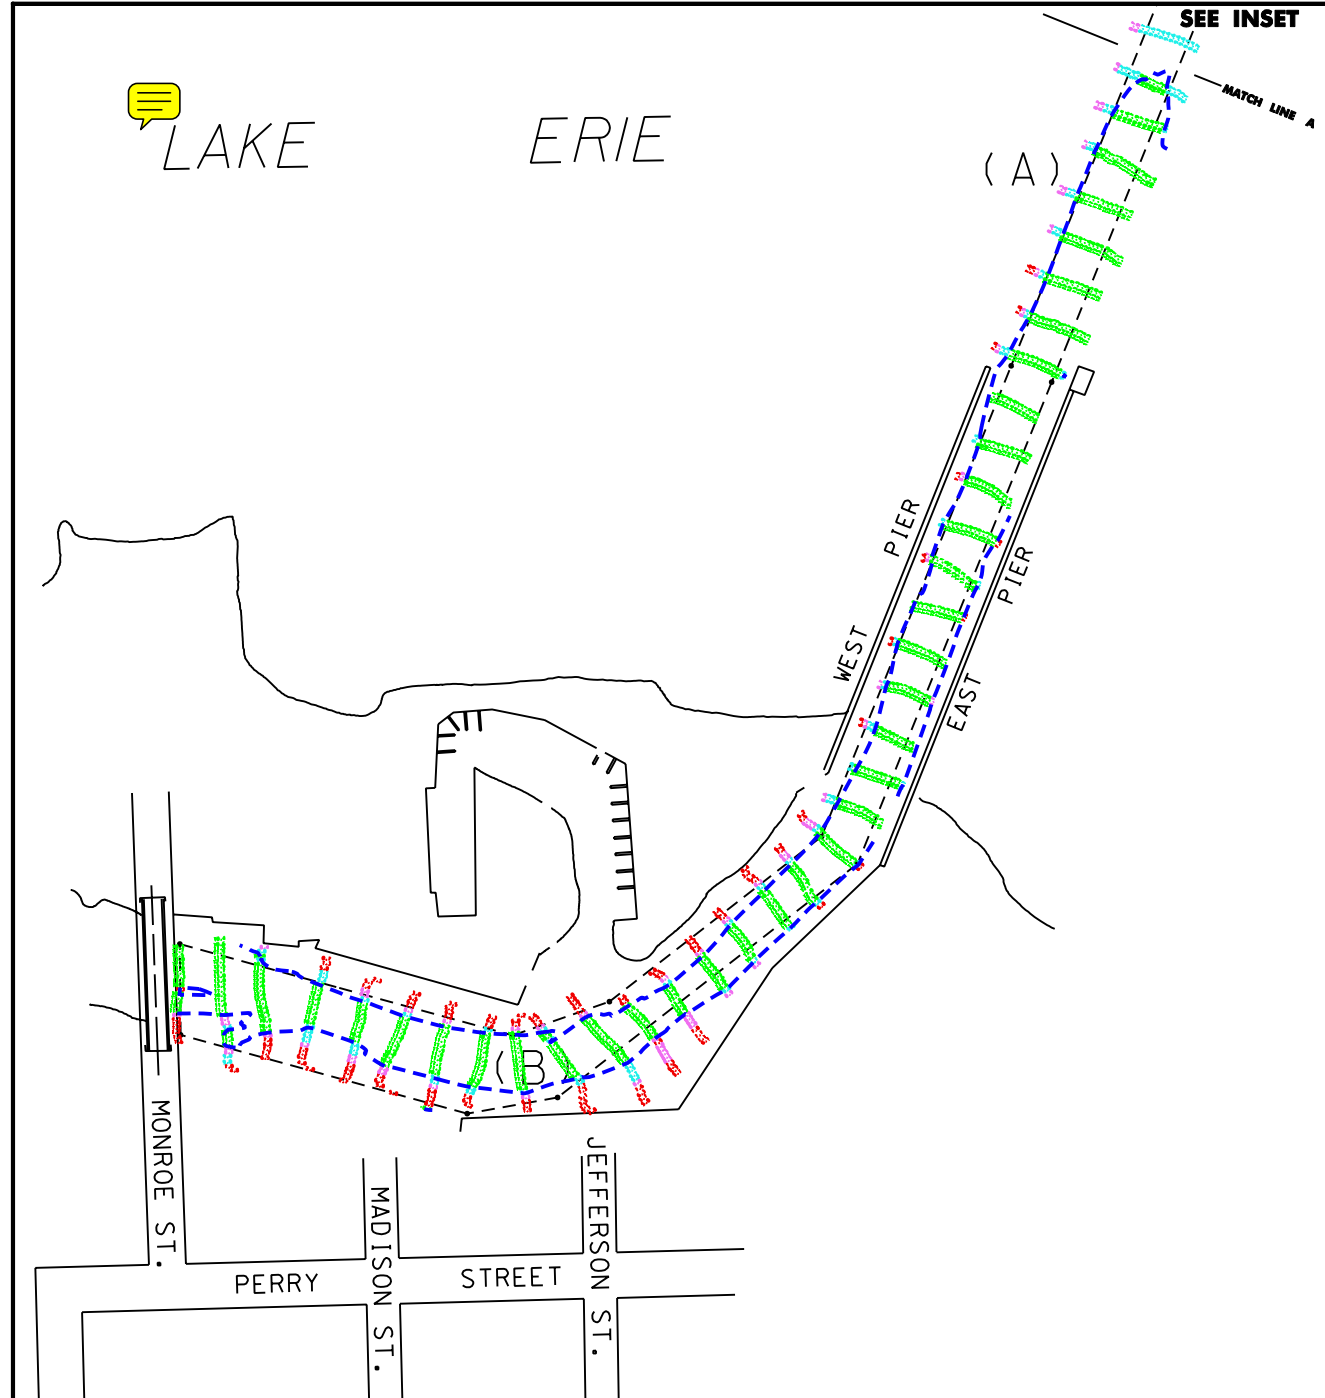 SEE INSET
MATCH LINE A
LAKE ERIE
(A)
WEST PIER
EAST PIER
(B)
MONROE ST.
MADISON ST.
JEFFERSON ST.
PERRY STREET